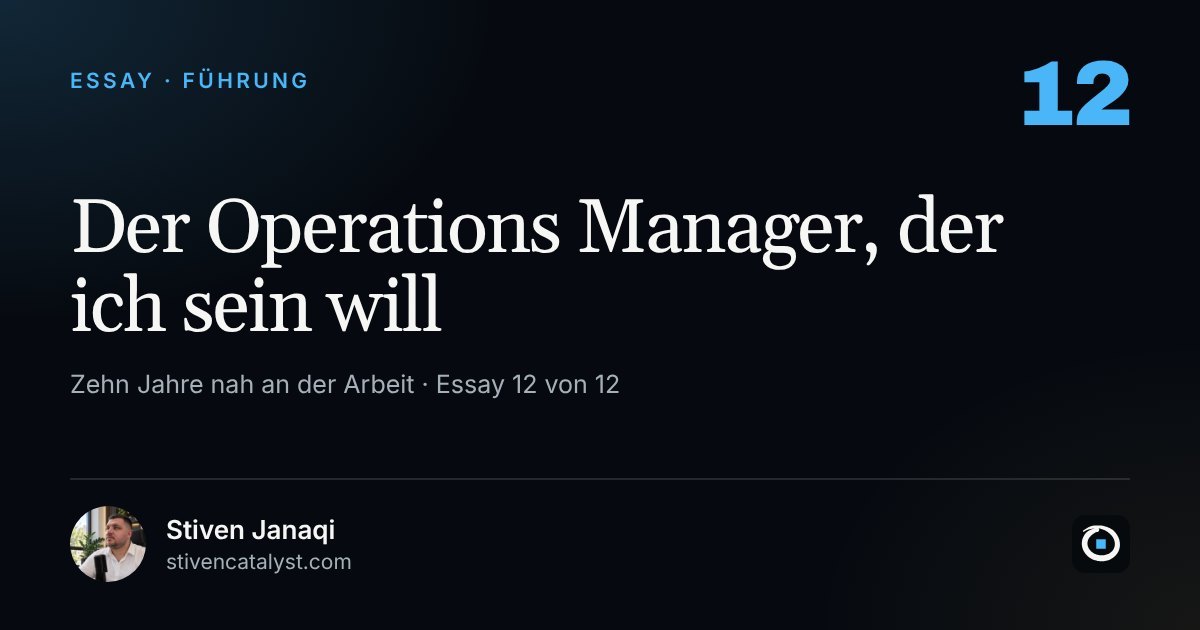 ESSAY · FÜHRUNG
12
Der Operations Manager, der
ich sein will
Zehn Jahre nah an der Arbeit · Essay 12 von 12
Stiven Janaqi
stivencatalyst.com